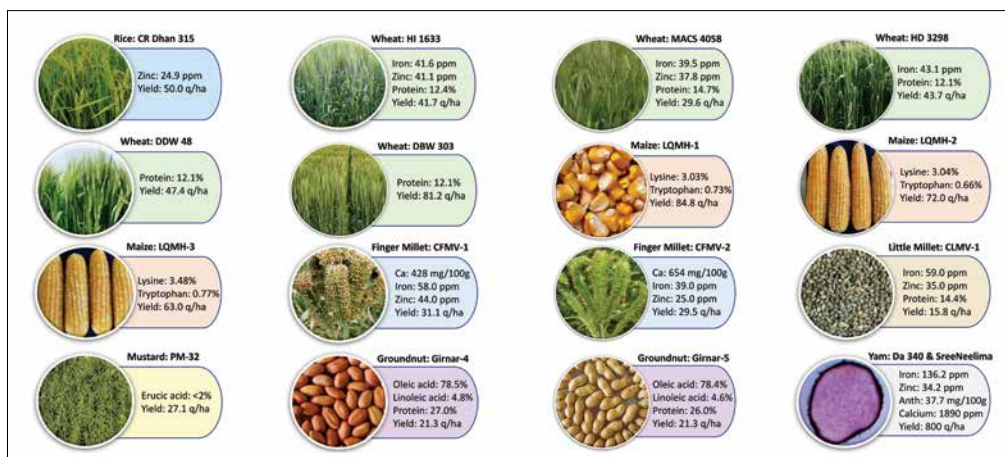 Rice: CR Dhan 315
Zinc: 24.9 ppm
Yield: 50.0 q/ha
Wheat: HI 1633
Iron: 41.6 ppm
Zinc: 41.1 ppm
Protein: 12.4%
Yield: 41.7 q/ha
Wheat: MACS 4058
Iron: 39.5 ppm
Zinc: 37.8 ppm
Protein: 14.7%
Yield: 29.6 q/ha
Wheat: HD 3298
Iron: 43.1 ppm
Protein: 12.1%
Yield: 43.7 q/ha
Wheat: DDW 48
Protein: 12.1%
Yield: 47.4 q/ha
Wheat: DBW 303
Protein: 12.1%
Yield: 81.2 q/ha
Maize: LQMH-1
Lysine: 3.03%
Tryptophan: 0.73%
Yield: 84.8 q/ha
Maize: LQMH-2
Lysine: 3.04%
Tryptophan: 0.66%
Yield: 72.0 q/ha
Maize: LQMH-3
Lysine: 3.48%
Tryptophan: 0.77%
Yield: 63.0 q/ha
Finger Millet: CFMV-1
Ca: 428 mg/100g
Iron: 58.0 ppm
Zinc: 44.0 ppm
Yield: 31.1 q/ha
Finger Millet: CFMV-2
Ca: 654 mg/100g
Iron: 39.0 ppm
Zinc: 25.0 ppm
Yield: 29.5 q/ha
Little Millet: CLMV-1
Iron: 59.0 ppm
Zinc: 35.0 ppm
Protein: 14.4%
Yield: 15.8 q/ha
Mustard: PM-32
Erucic acid: <2%
Yield: 27.1 q/ha
Groundnut: Girnar-4
Oleic acid: 78.5%
Linoleic acid: 4.8%
Protein: 27.0%
Yield: 21.3 q/ha
Groundnut: Girnar-5
Oleic acid: 78.4%
Linoleic acid: 4.6%
Protein: 26.0%
Yield: 21.3 q/ha
Yam: Da 340 & SreeNeelima
Iron: 136.2 ppm
Zinc: 34.2 ppm
Anth: 37.7 mg/100g
Calcium: 1890 ppm
Yield: 800 q/ha